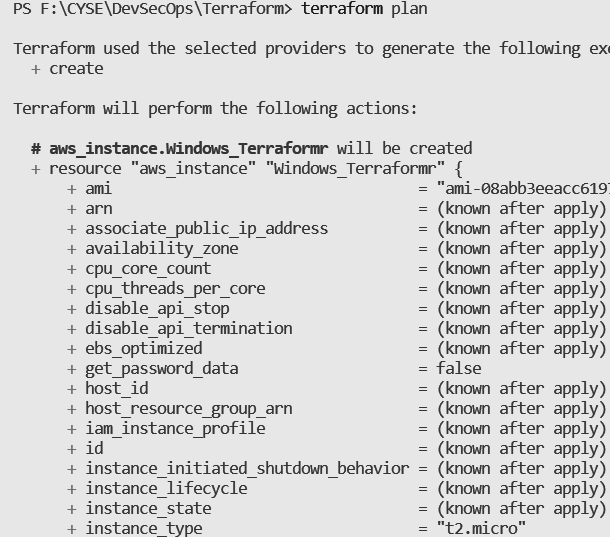 PS F:\CYSE\DevSecOps\Terraform> terraform plan
Terraform used the selected providers to generate the following
+ create
Terraform will perform the following actions:
# aws_instance.Windows_Terraformr will be created
+ resource "aws_instance" "Windows_Terraformr" {
+ ami = "ami-08abb3eeacc6197
+ arn = (known after apply)
+ associate_public_ip_address = (known after apply)
+ availability_zone = (known after apply)
+ cpu_core_count = (known after apply)
+ cpu_threads_per_core = (known after apply)
+ disable_api_stop = (known after apply)
+ disable_api_termination = (known after apply)
+ ebs_optimized = (known after apply)
+ get_password_data = false
+ host_id = (known after apply)
+ host_resource_group_arn = (known after apply)
+ iam_instance_profile = (known after apply)
+ id = (known after apply)
+ instance_initiated_shutdown_behavior = (known after apply)
+ instance_lifecycle = (known after apply)
+ instance_state = (known after apply)
+ instance_type = "t2.micro"